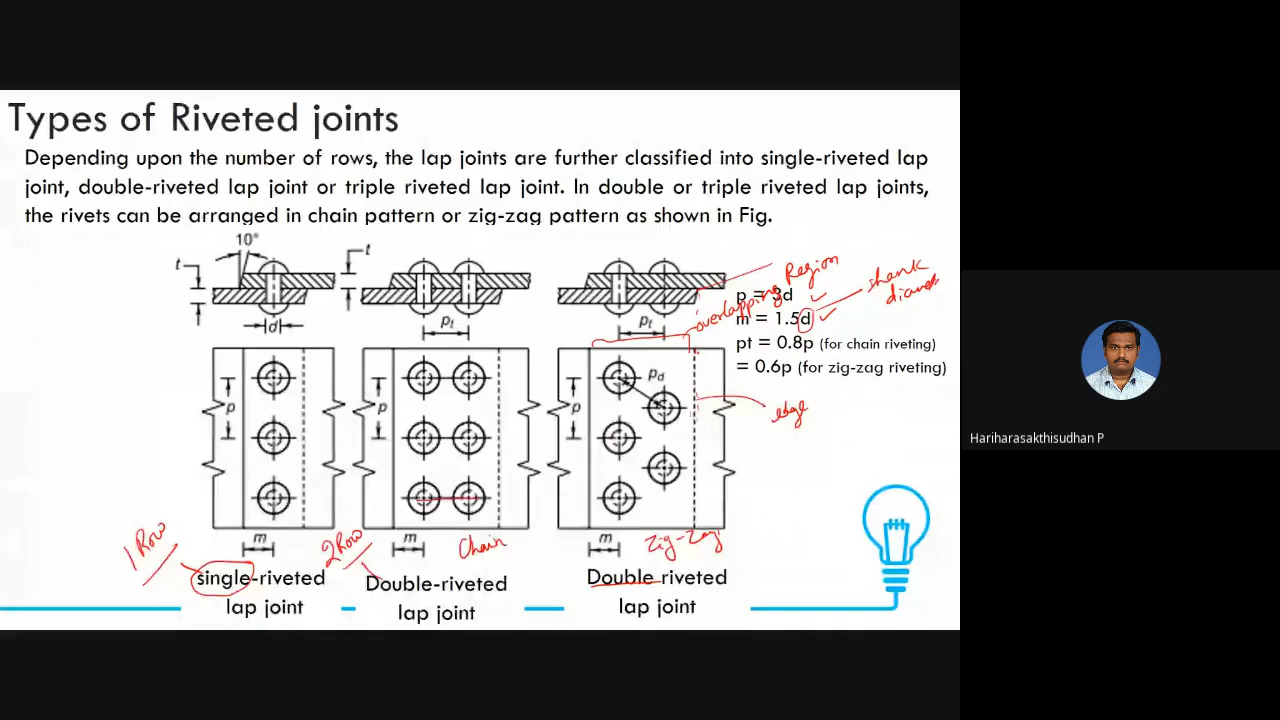 Types of Riveted joints
Depending upon the number of rows, the lap joints are further classified into single-riveted lap
joint, double-riveted lap joint or triple riveted lap joint. In double or triple riveted lap joints,
the rivets can be arranged in chain pattern or zig-zag pattern as shown in Fig.
10°
t
t
d
Pt
Pt
overlapping Region
shank
p = 3d
m = 1.5d
pt = 0.8p (for chain riveting)
= 0.6p (for zig-zag riveting)
Pd
P
P
P
edge
m
m
m
1 Row
2 Row
Chain
Zig-Zag
single-riveted
lap joint
Double-riveted
lap joint
Double riveted
lap joint
Hariharasakthisudhan P